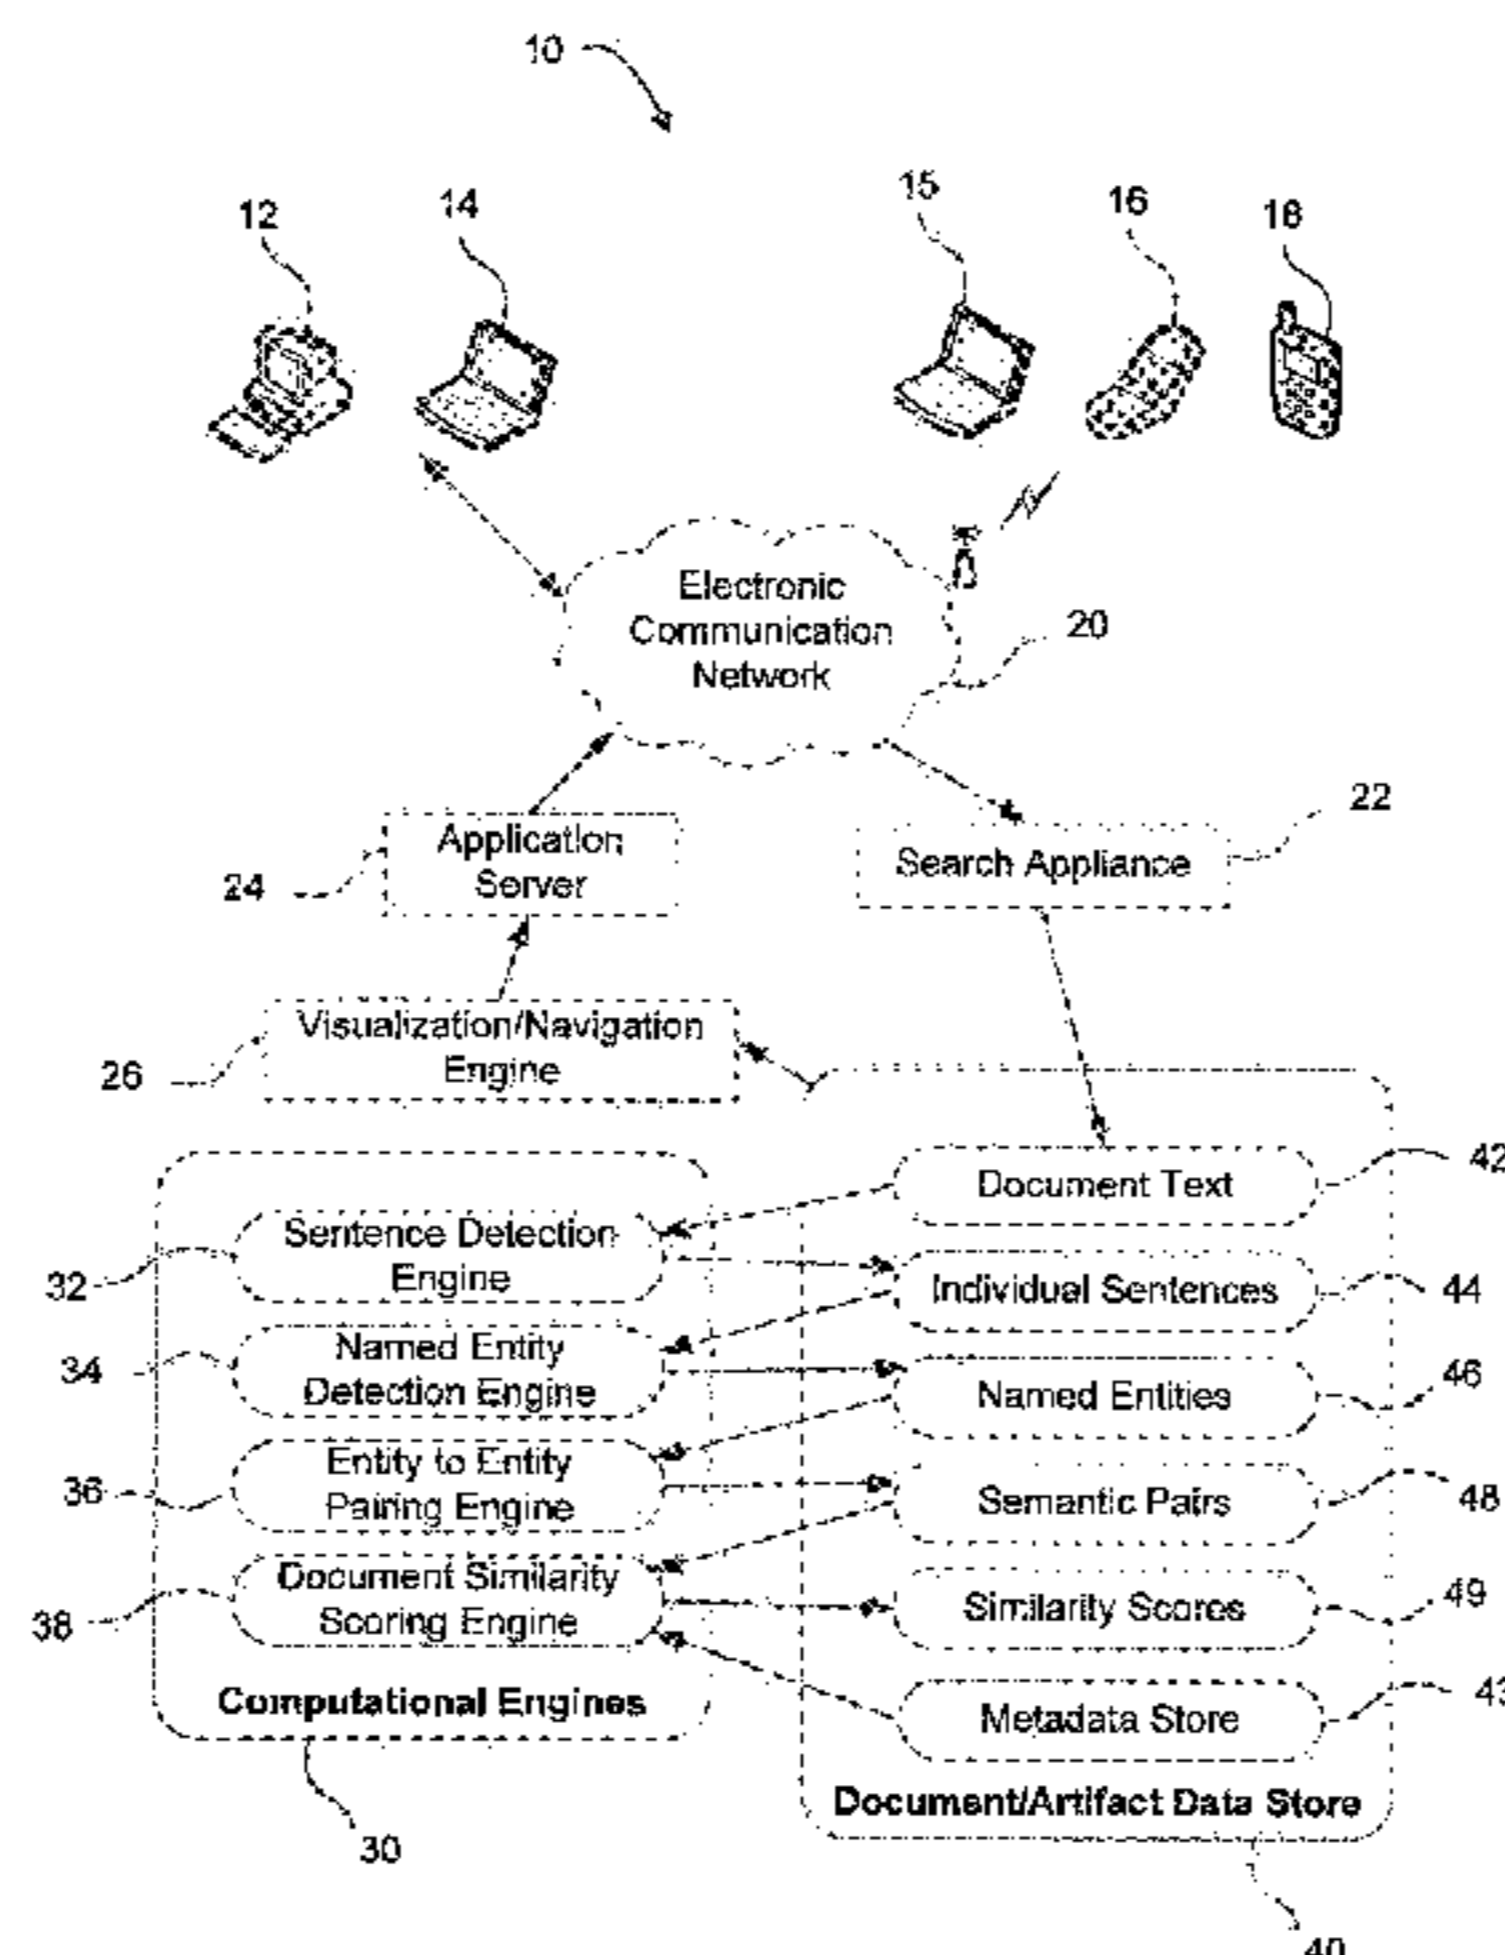 10
12
14
15
16
18
Electronic
Communication
Network
20
Application
Server
24
Search Appliance
22
Visualization/Navigation
Engine
26
Document Text
42
Sentence Detection
Engine
32
Individual Sentences
44
Named Entity
Detection Engine
34
Named Entities
46
Entity to Entity
Pairing Engine
36
Semantic Pairs
48
Document Similarity
Scoring Engine
38
Similarity Scores
49
Computational Engines
Metadata Store
43
Document/Artifact Data Store
30
40